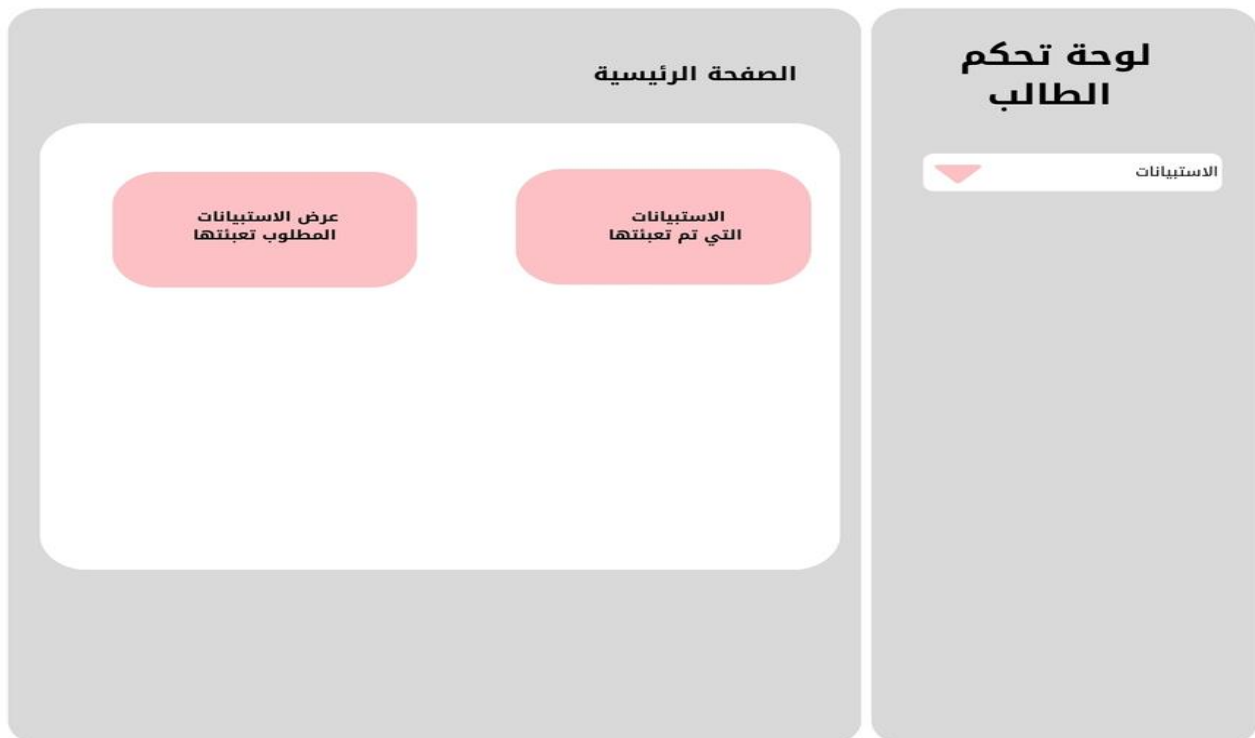 لوحة تحكم
الطالب
الاستبيانات
الصفحة الرئيسية
الاستبيانات
التي تم تعبئتها
عرض الاستبيانات
المطلوب تعبئتها